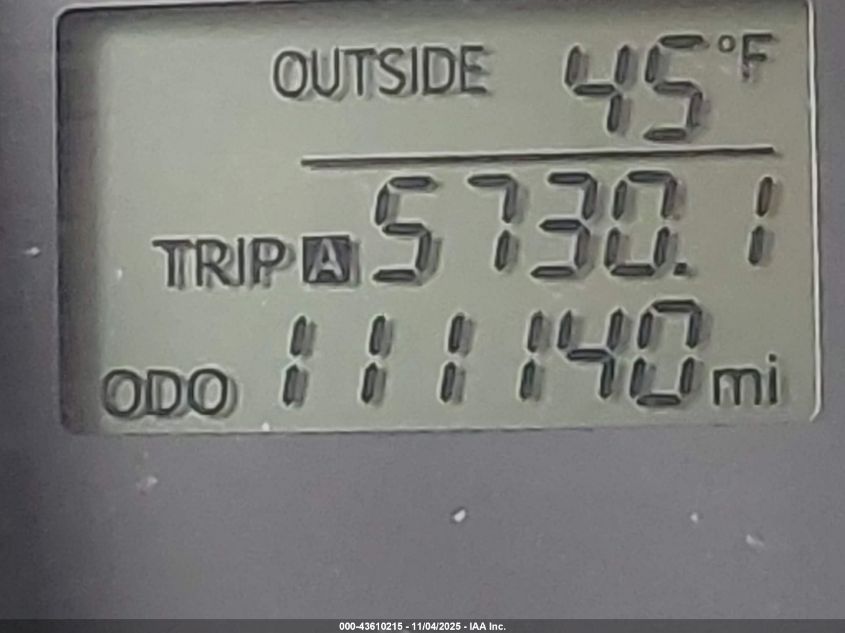 OUTSIDE 45°F
TRIP A 5730.1
ODO 111140 mi
000-43610215 - 11/04/2025 - IAA Inc.